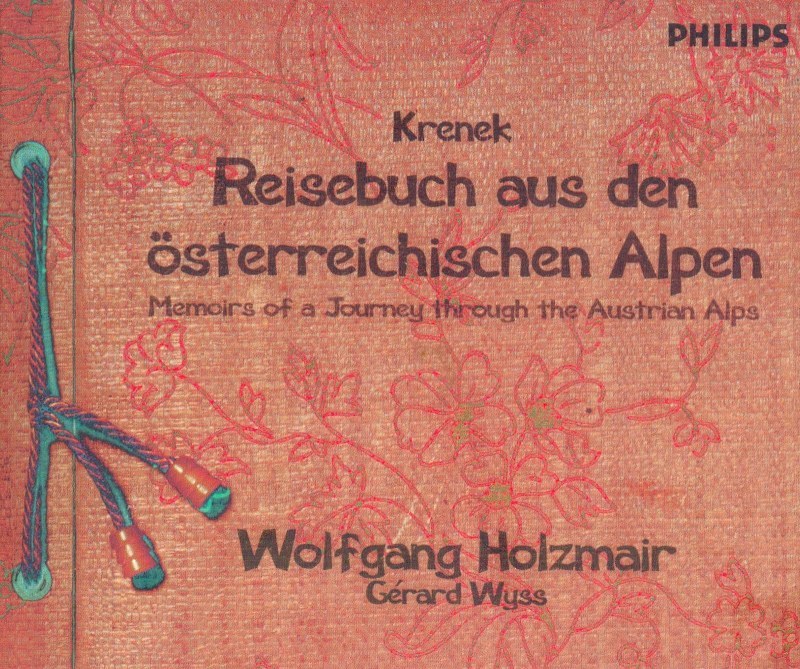 PHILIPS
Krenek
Reisebuch aus den
österreichischen Alpen
Memoirs of a Journey through the Austrian Alps
Wolfgang Holzmair
Gérard Wyss